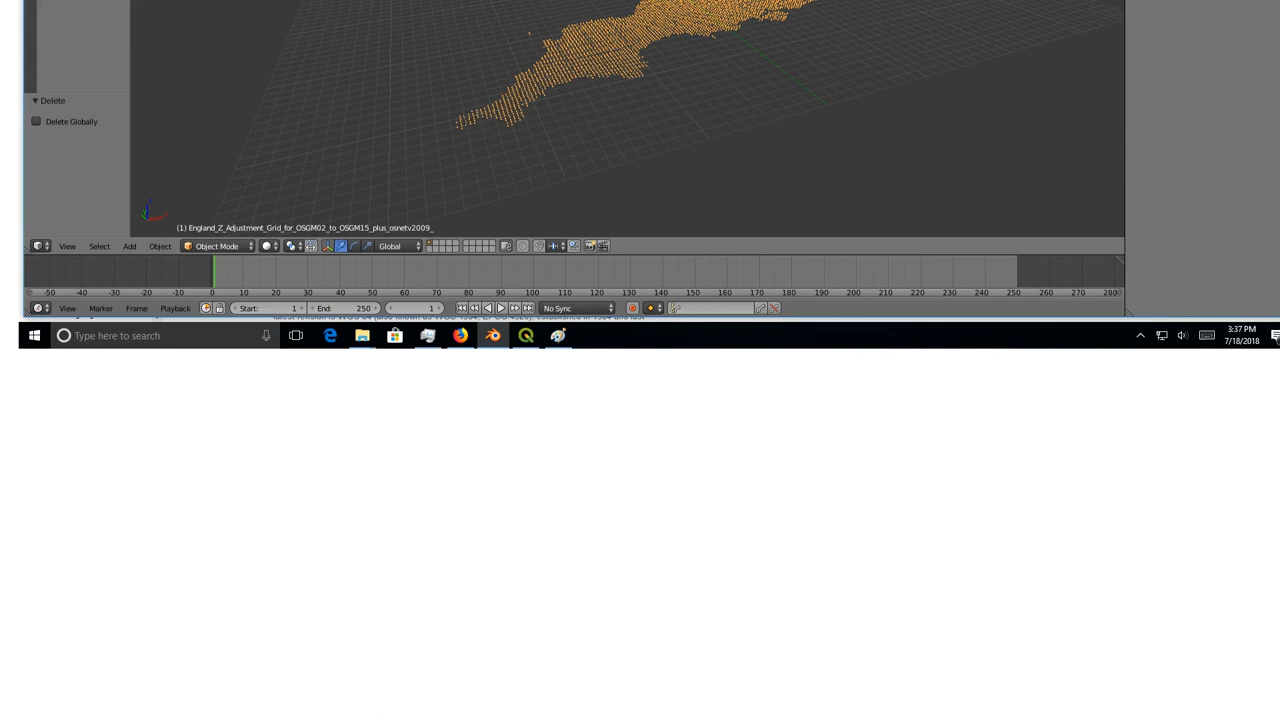 Delete
Delete Globally
(1) England_Z_Adjustment_Grid_for_OSGM02_to_OSGM15_plus_osnetv2009_
View Select Add Object Object Mode Global
-50 -40 -30 -20 -10 0 10 20 30 40 50 60 70 80 90 100 110 120 130 140 150 160 170 180 190 200 210 220 230 240 250 260 270 280
View Marker Frame Playback Start: 1 End: 250 1 No Sync
Type here to search
3:37 PM
7/18/2018